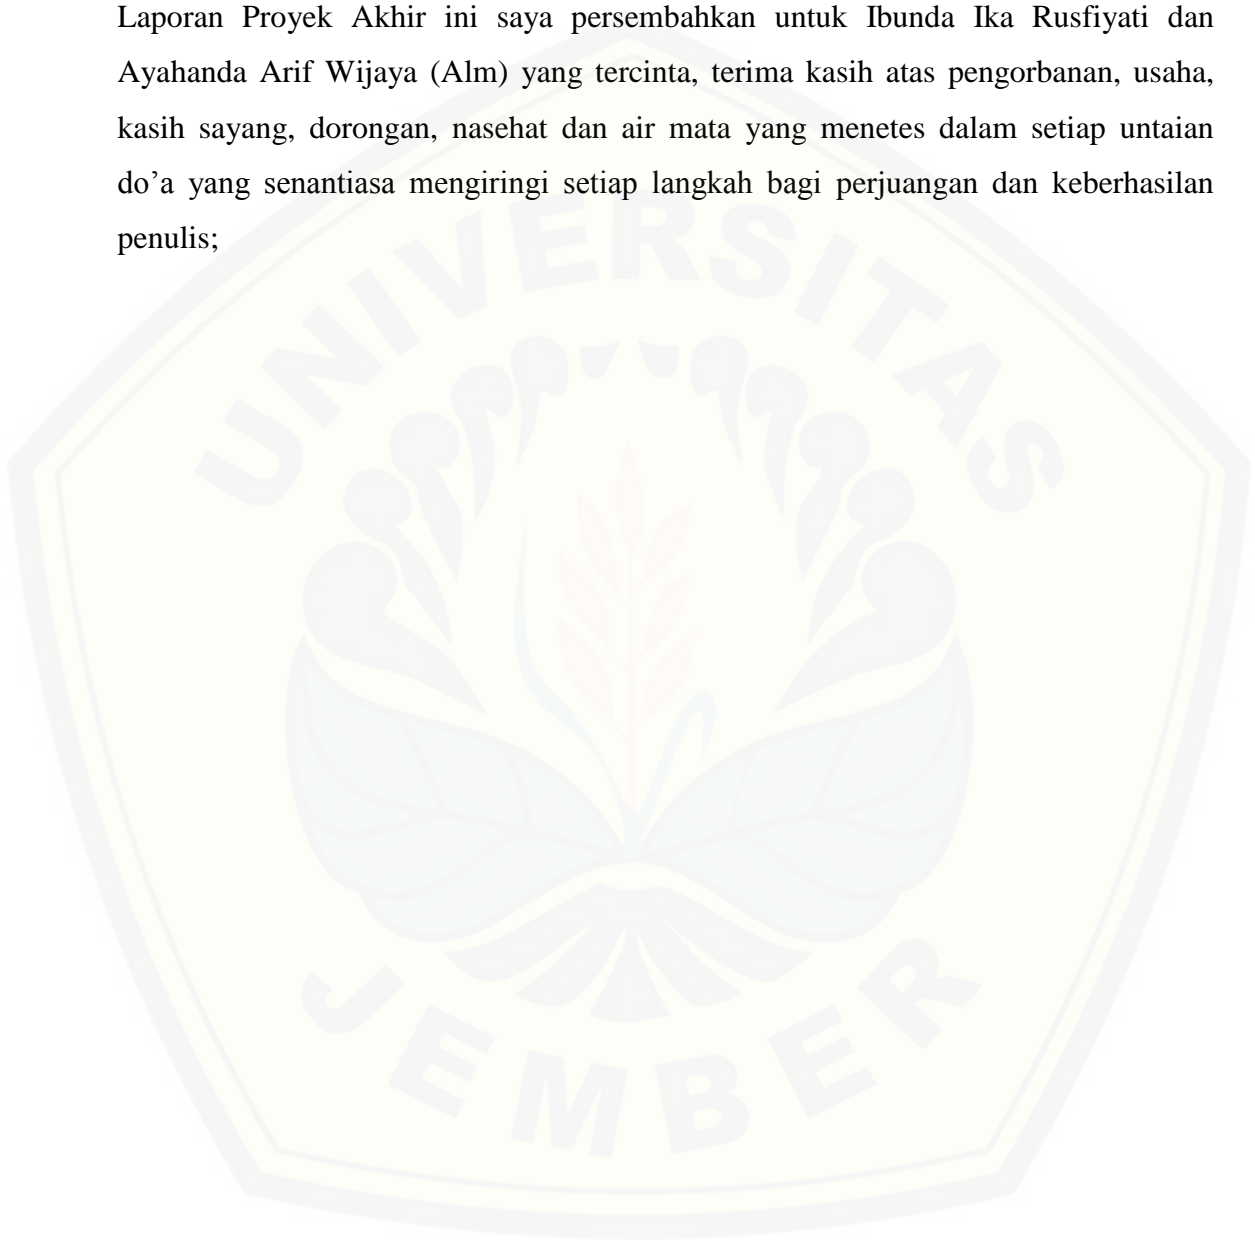 Laporan Proyek Akhir ini saya persembahkan untuk Ibunda Ika Rusfiyati dan
Ayahanda Arif Wijaya (Alm) yang tercinta, terima kasih atas pengorbanan, usaha,
kasih sayang, dorongan, nasehat dan air mata yang menetes dalam setiap untaian
do’a yang senantiasa mengiringi setiap langkah bagi perjuangan dan keberhasilan
penulis;
UNIVERSITAS
JEMBER